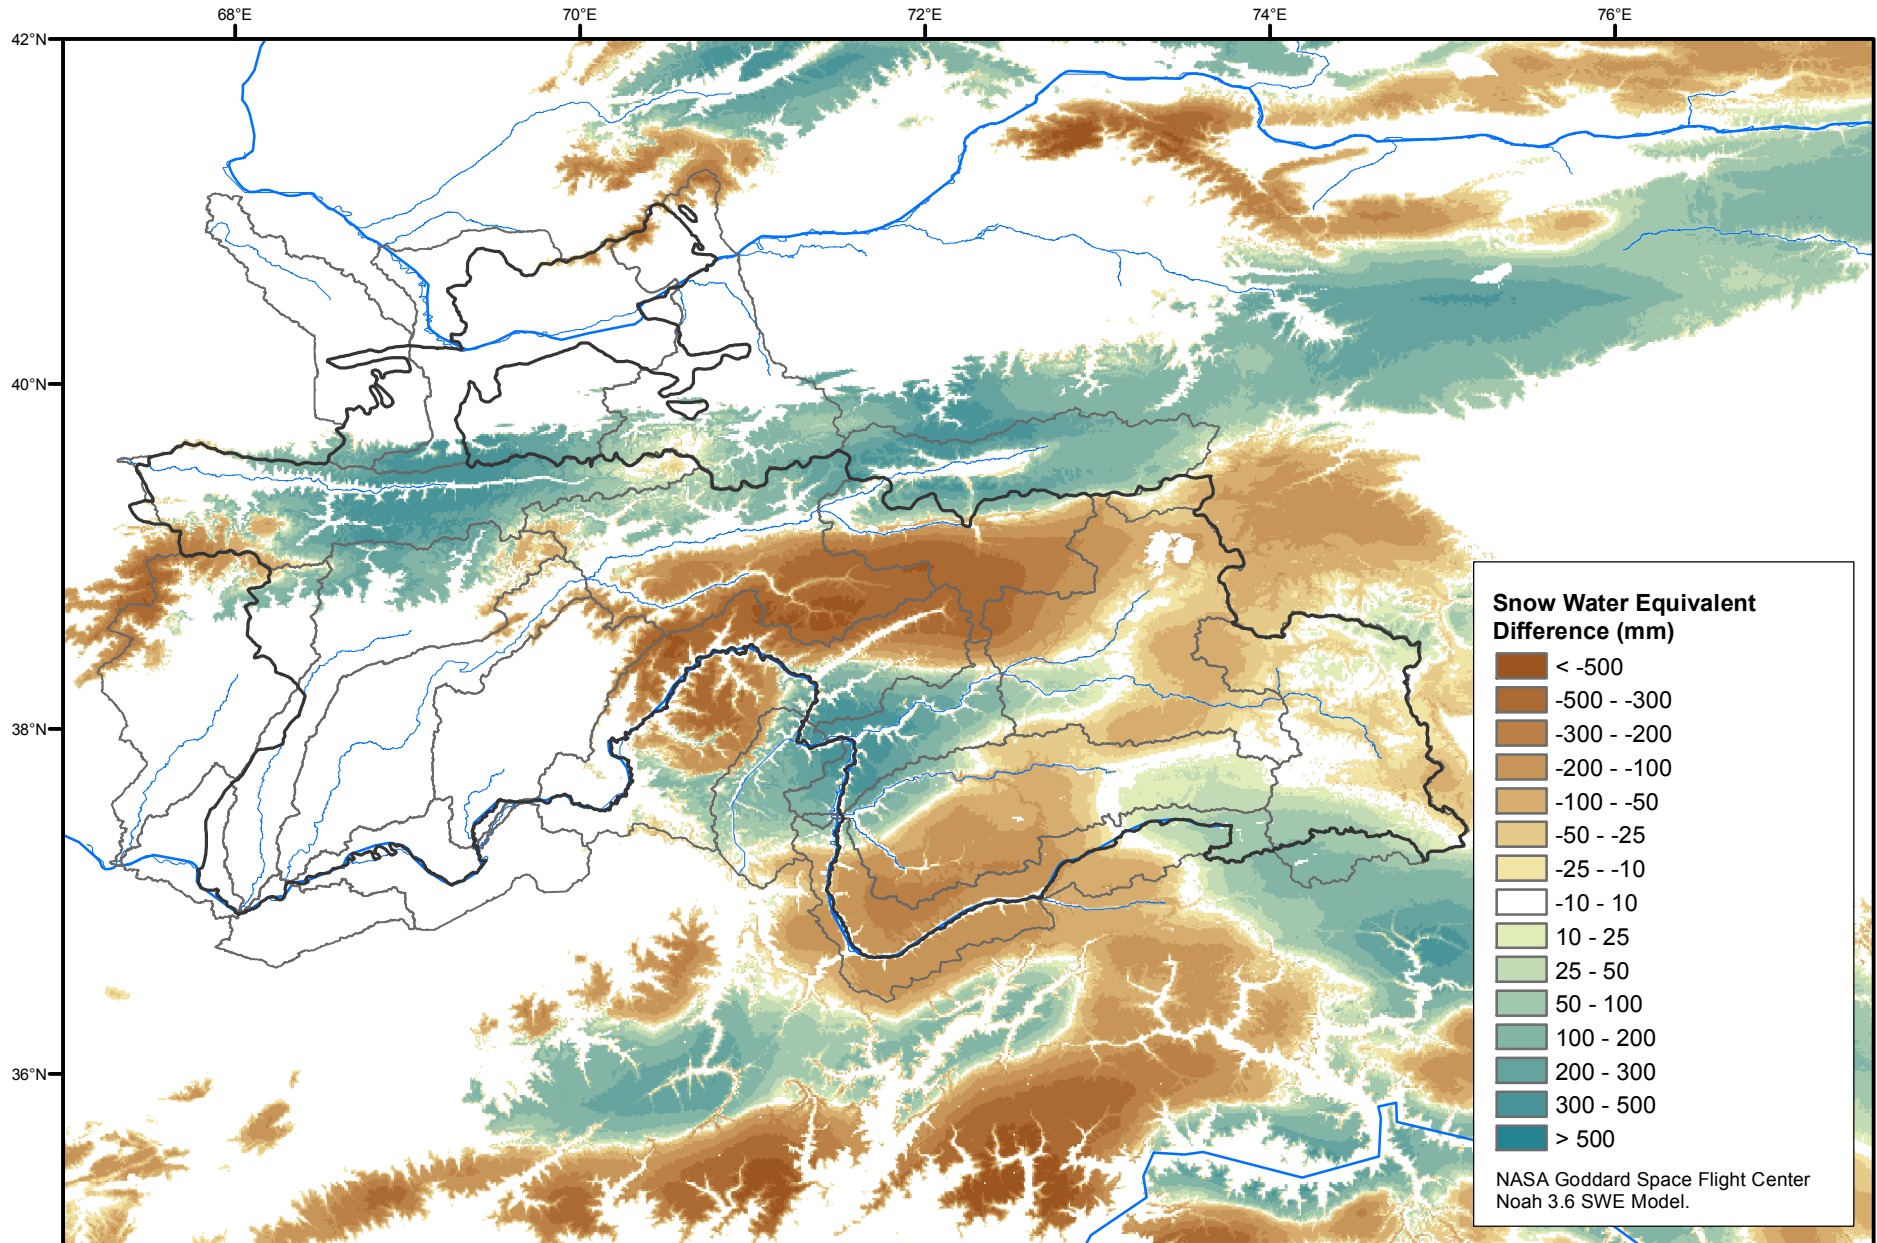 68°E 70°E 72°E 74°E 76°E
42°N
40°N
38°N
36°N
Snow Water Equivalent
Difference (mm)
< -500
-500 - -300
-300 - -200
-200 - -100
-100 - -50
-50 - -25
-25 - -10
-10 - 10
10 - 25
25 - 50
50 - 100
100 - 200
200 - 300
300 - 500
> 500
NASA Goddard Space Flight Center
Noah 3.6 SWE Model.